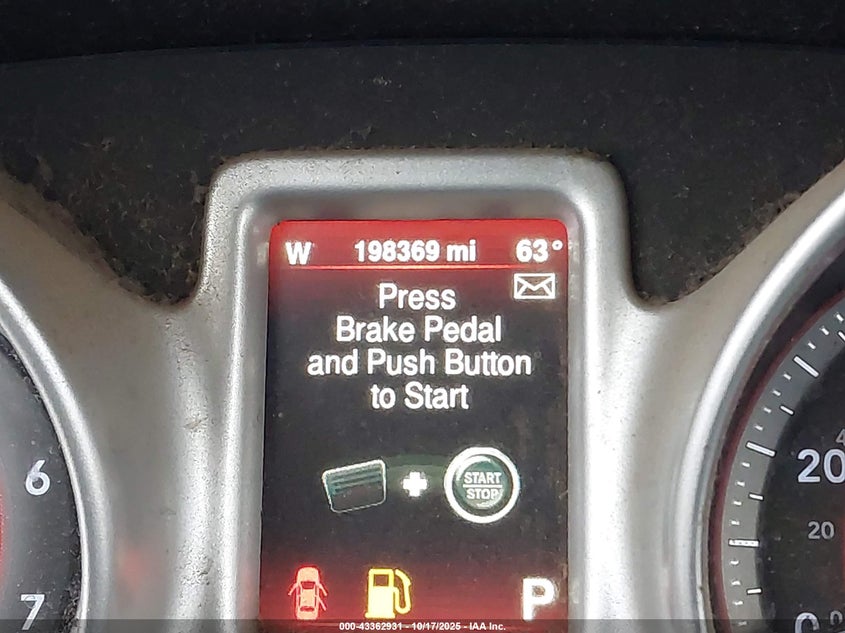 W 198369 mi 63°
Press
Brake Pedal
and Push Button
to Start
START
STOP
6
7
20
20
0
P
000-43362931 - 10/17/2025 - IAA Inc.